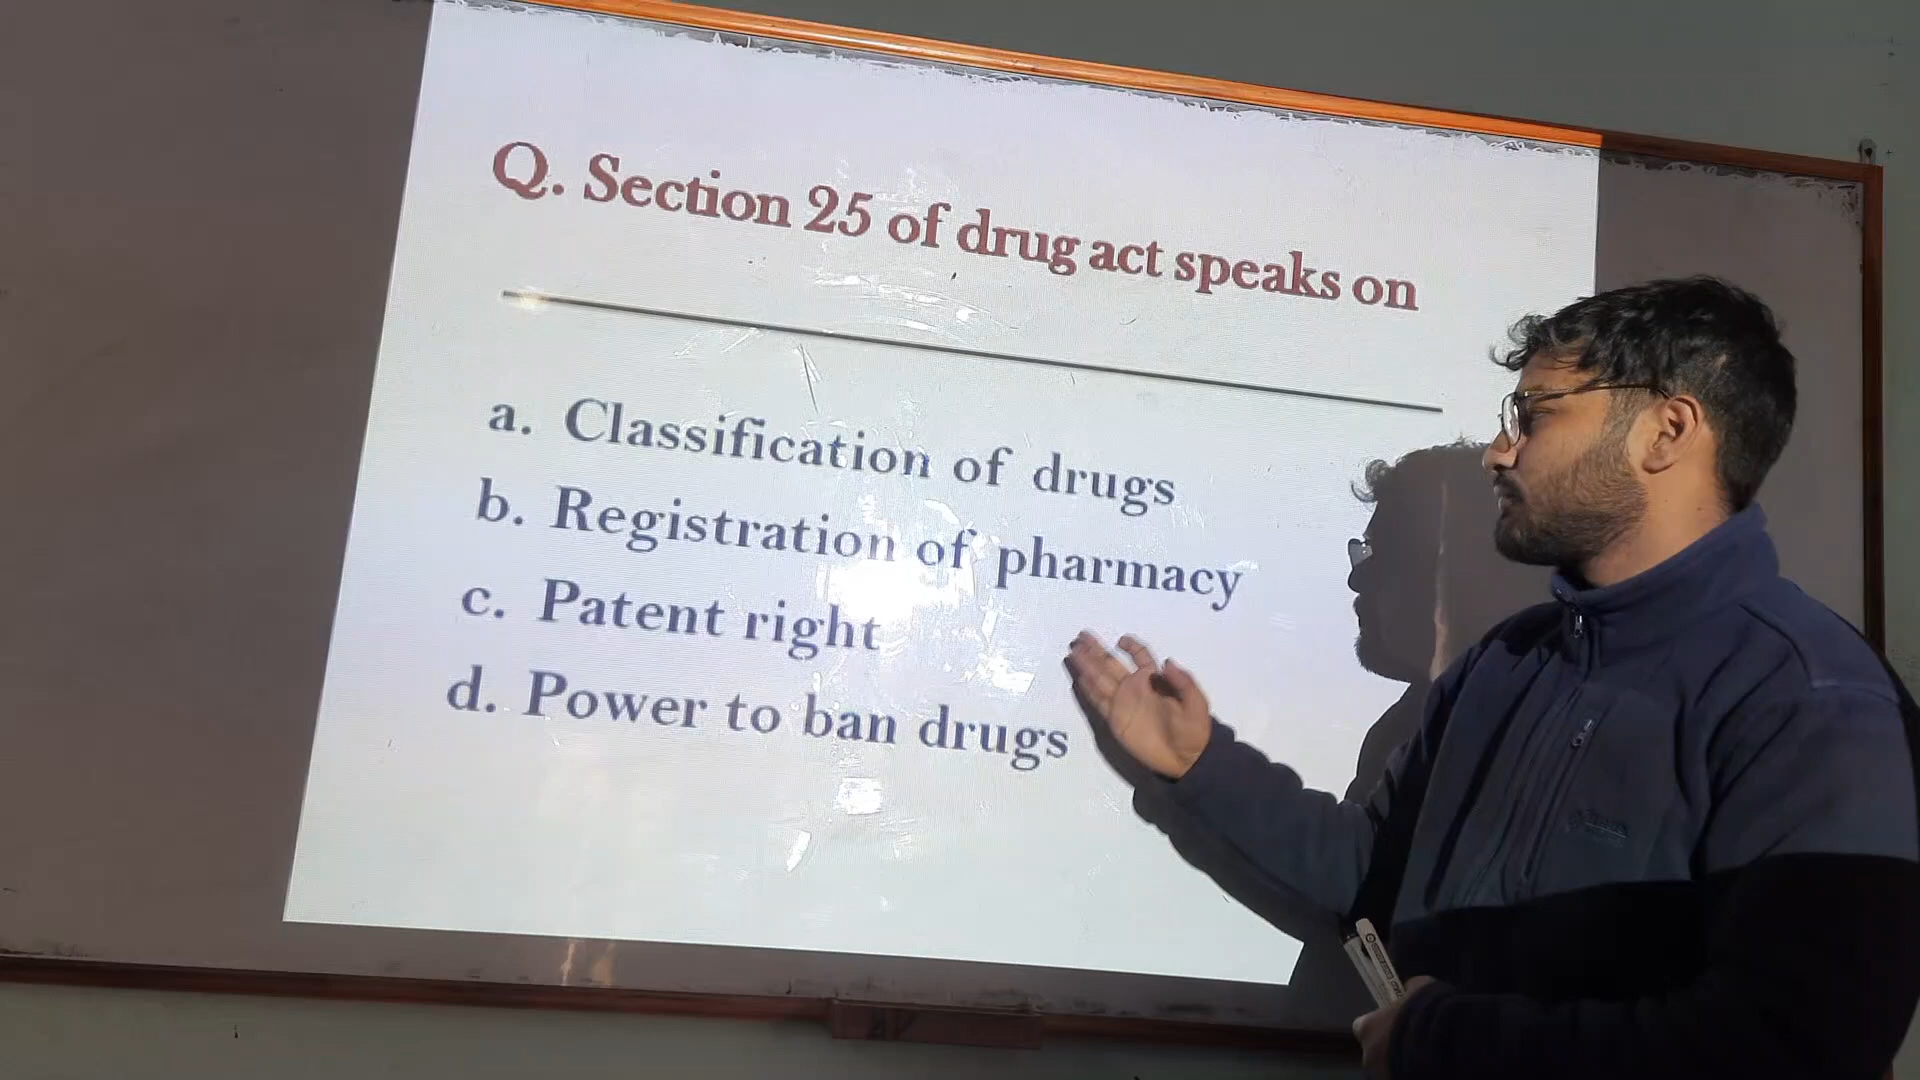 Q. Section 25 of drug act speaks on
a. Classification of drugs
b. Registration of pharmacy
c. Patent right
d. Power to ban drugs